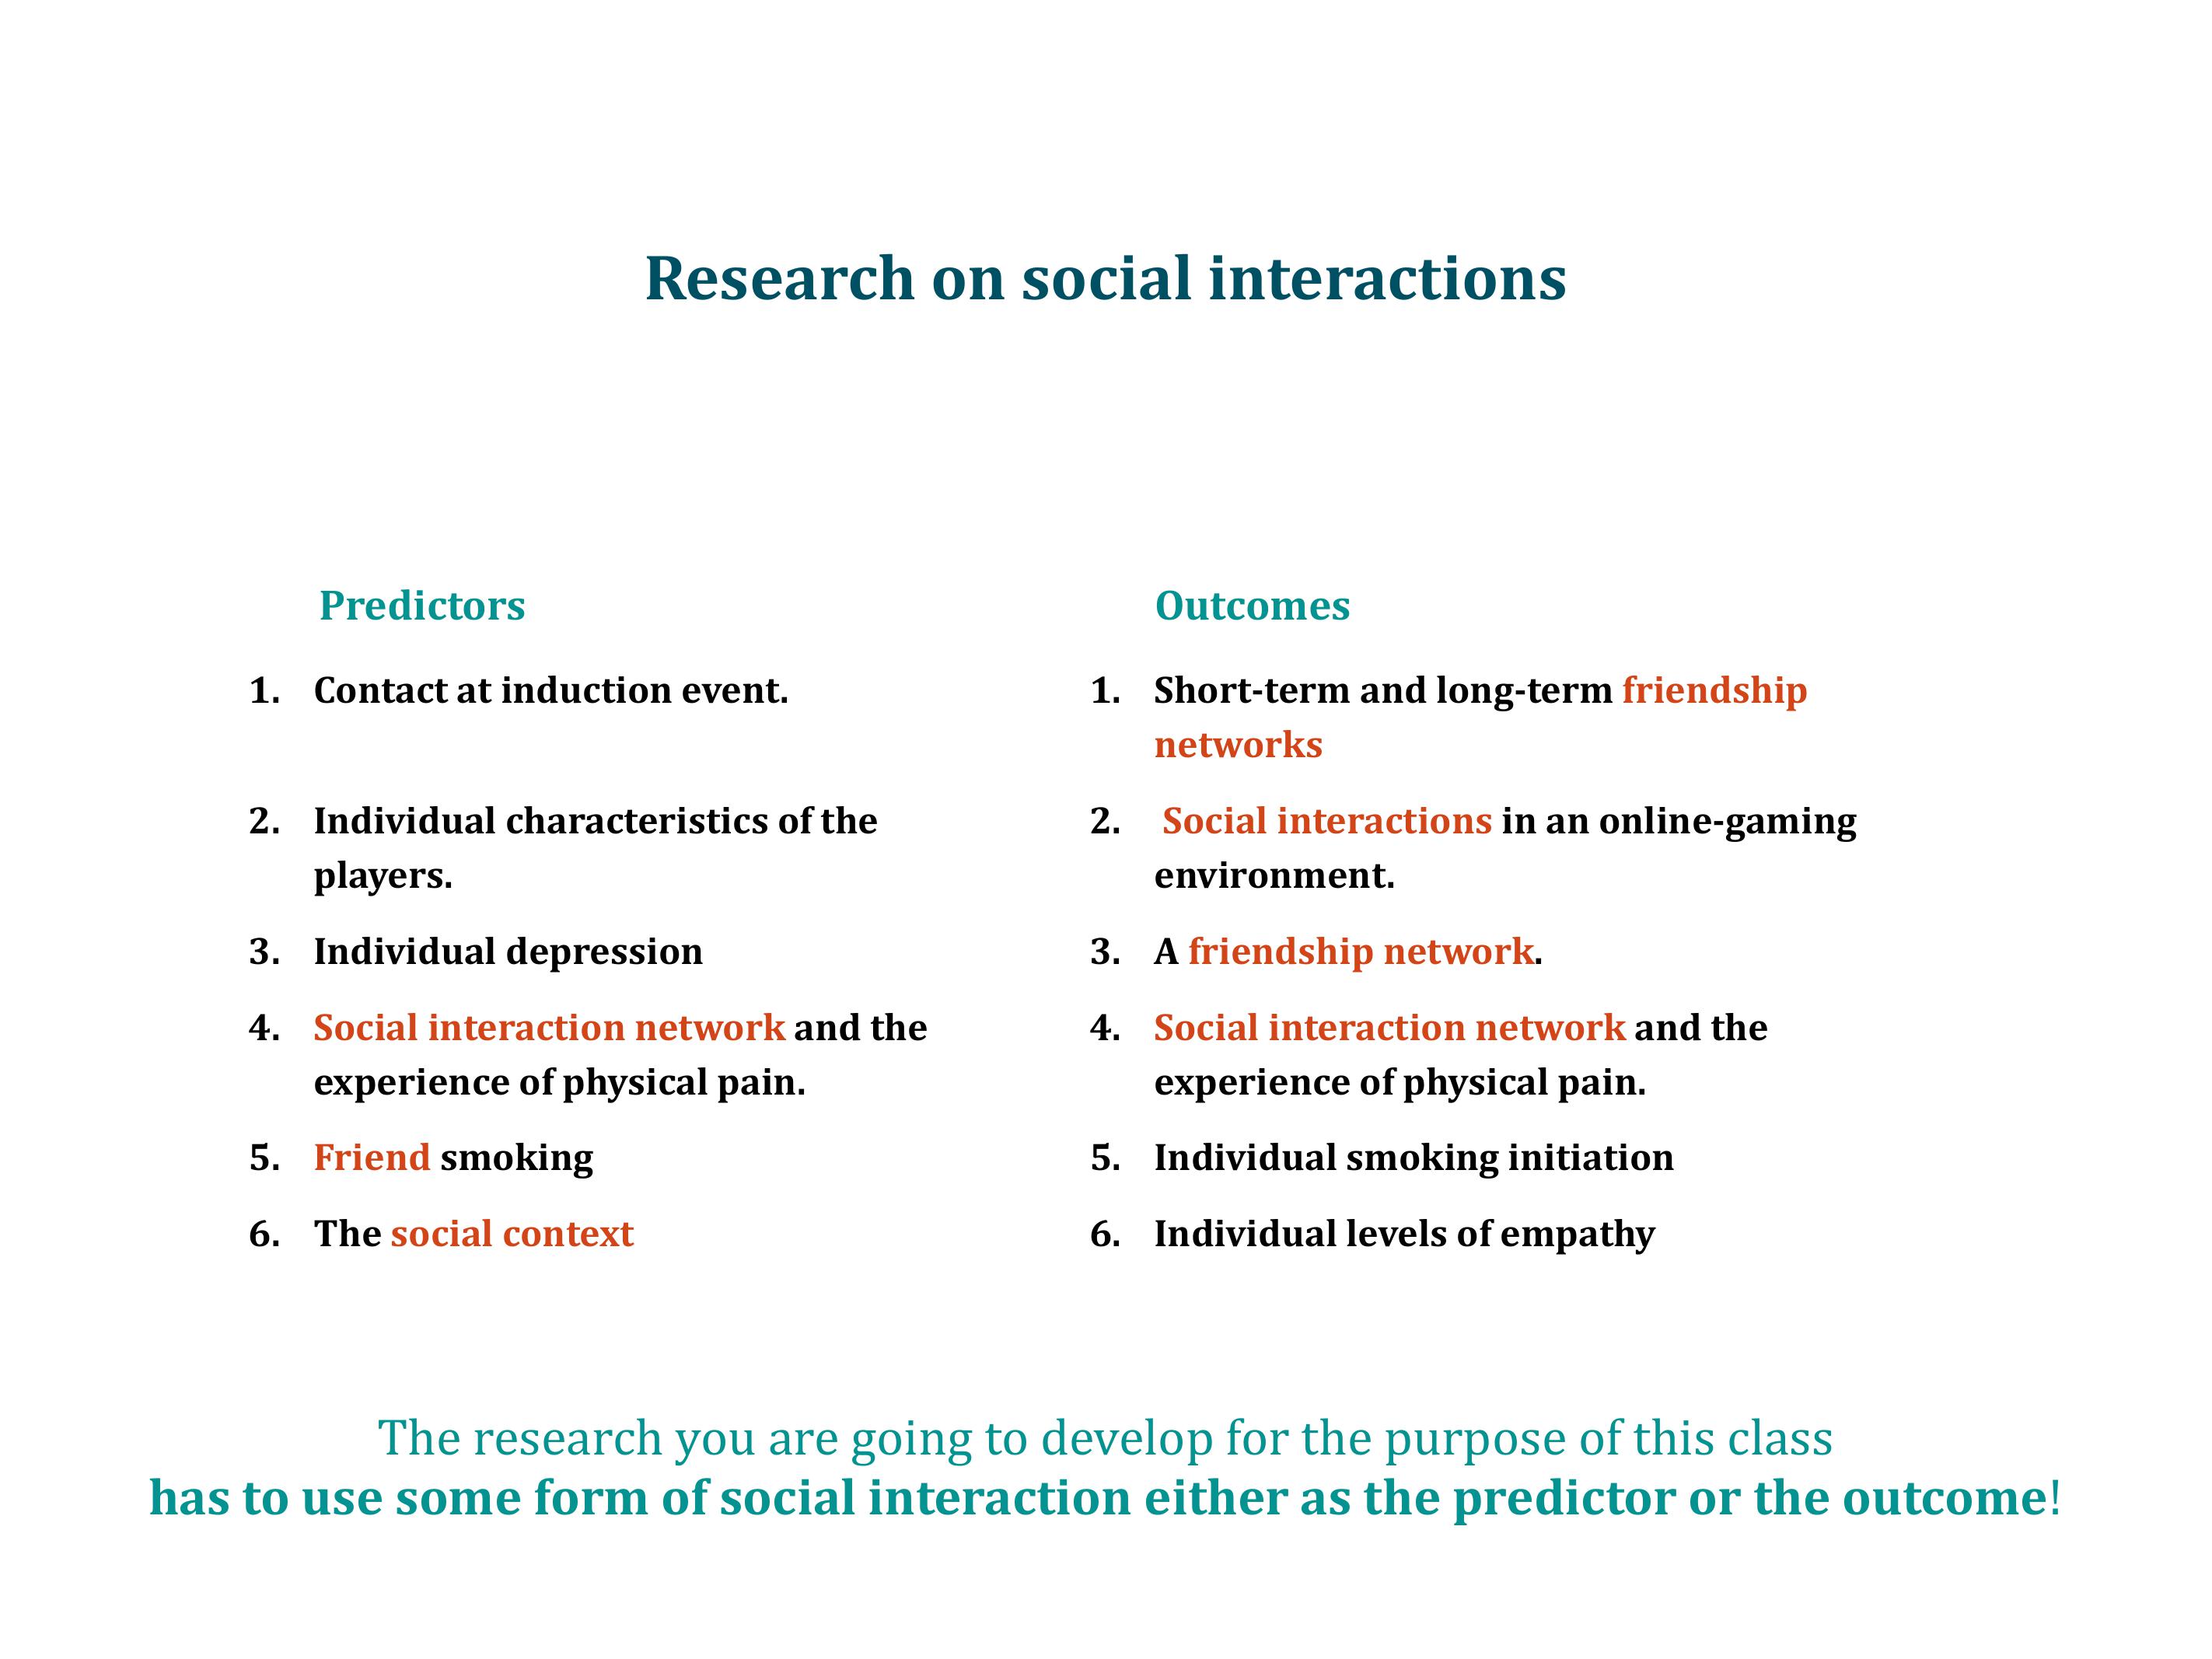 Research on social interactions
Predictors
1. Contact at induction event.
2. Individual characteristics of the
players.
3. Individual depression
4. Social interaction network and the
experience of physical pain.
5. Friend smoking
6. The social context
Outcomes
1. Short-term and long-term friendship
networks
2. Social interactions in an online-gaming
environment.
3. A friendship network.
4. Social interaction network and the
experience of physical pain.
5. Individual smoking initiation
6. Individual levels of empathy
The research you are going to develop for the purpose of this class
has to use some form of social interaction either as the predictor or the outcome!